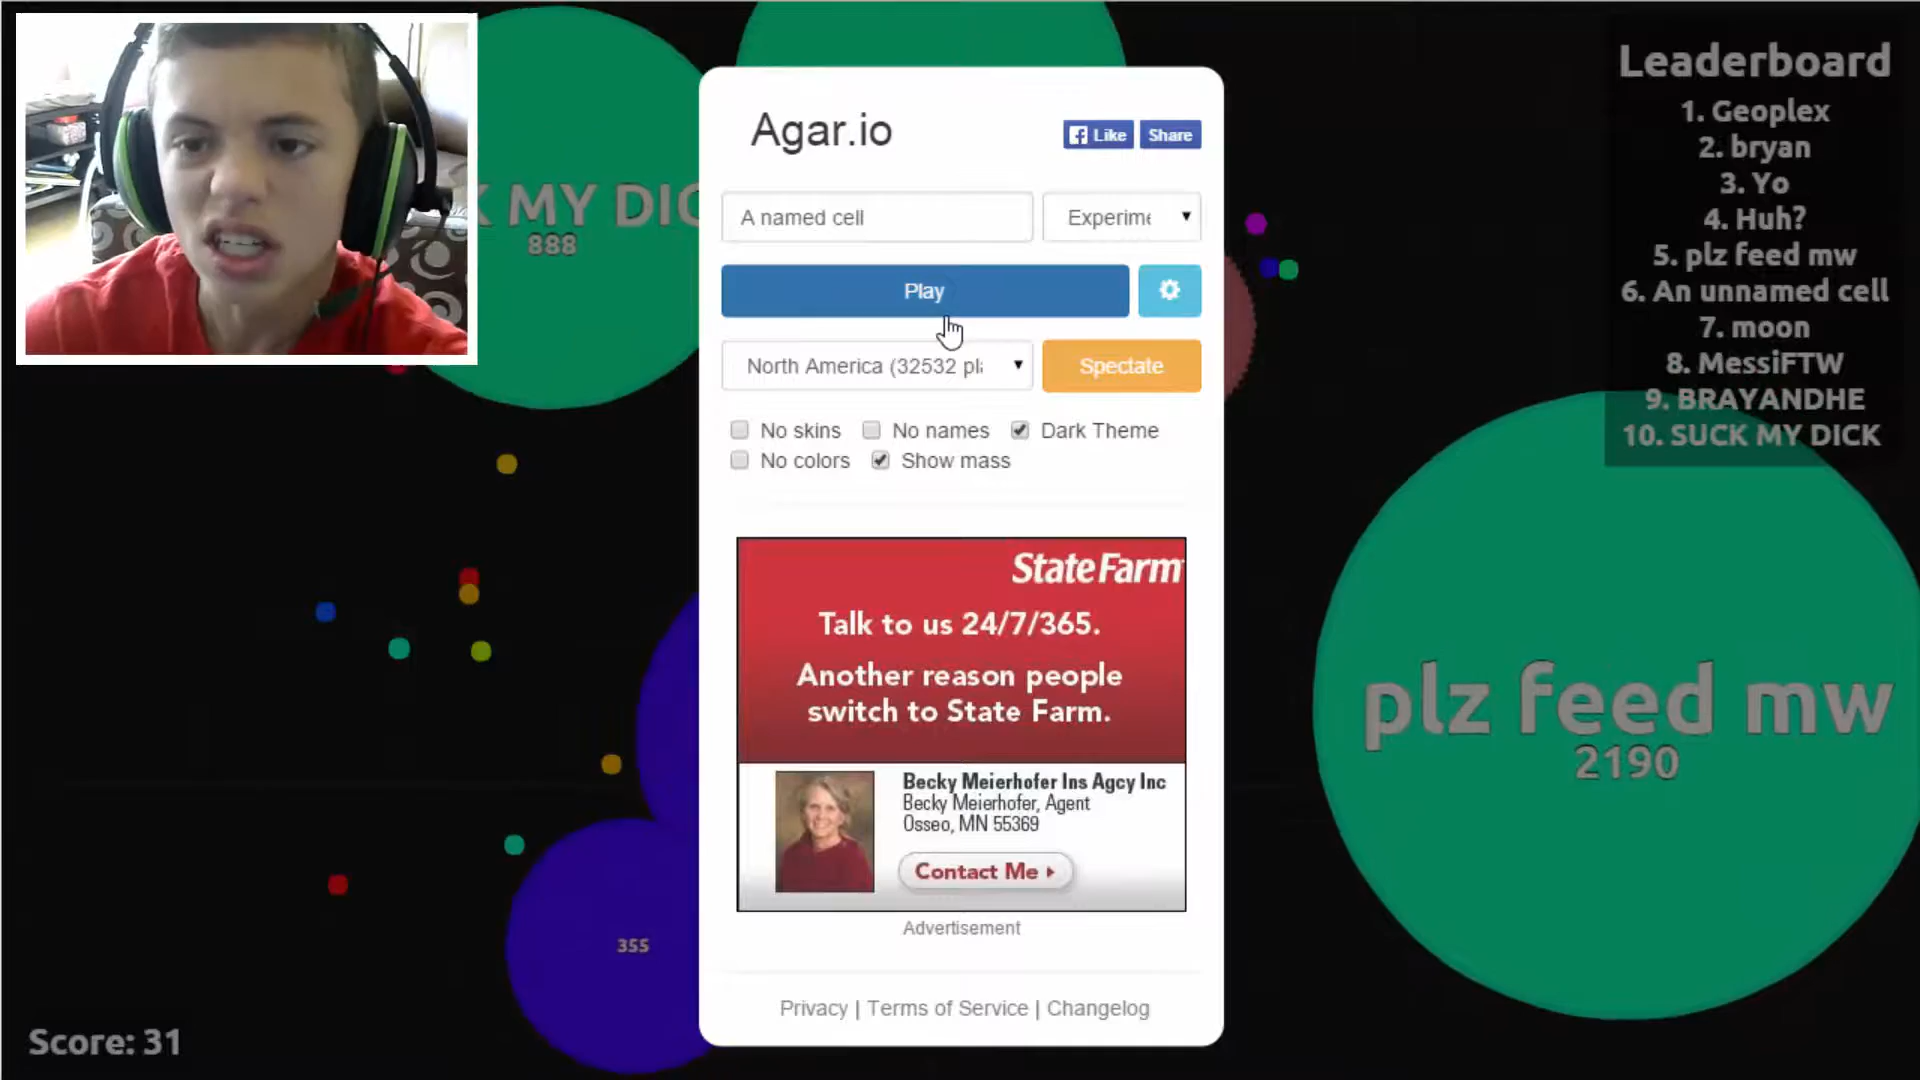 Leaderboard
1. Geoplex
2. bryan
3. Yo
4. Huh?
5. plz feed mw
6. An unnamed cell
7. moon
8. MessiFTW
9. BRAYANDHE
10. SUCK MY DICK
K MY DIC
888
Agar.io
Like
Share
A named cell
Experime
Play
North America (32532 pla
Spectate
No skins
No names
Dark Theme
No colors
Show mass
StateFarm
Talk to us 24/7/365.
Another reason people
switch to State Farm.
Becky Meierhofer Ins Agcy Inc
Becky Meierhofer, Agent
Osseo, MN 55369
Contact Me
Advertisement
Privacy | Terms of Service | Changelog
plz feed mw
2190
355
Score: 31